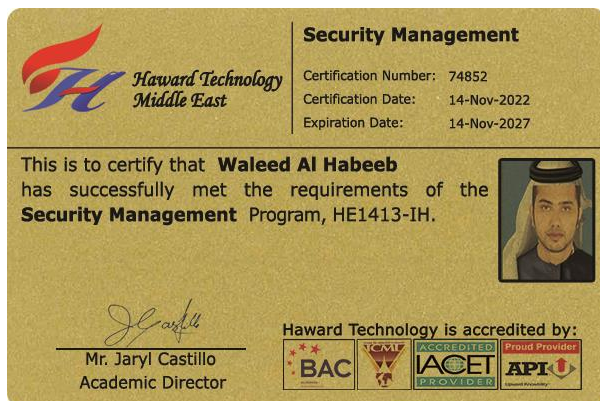 Haward Technology
Middle East
Security Management
Certification Number: 74852
Certification Date: 14-Nov-2022
Expiration Date: 14-Nov-2027
This is to certify that Waleed Al Habeeb
has successfully met the requirements of the
Security Management Program, HE1413-IH.
Mr. Jaryl Castillo
Academic Director
Haward Technology is accredited by:
BAC
TCMI
ACCREDITED
IACET
PROVIDER
Proud Provider
API